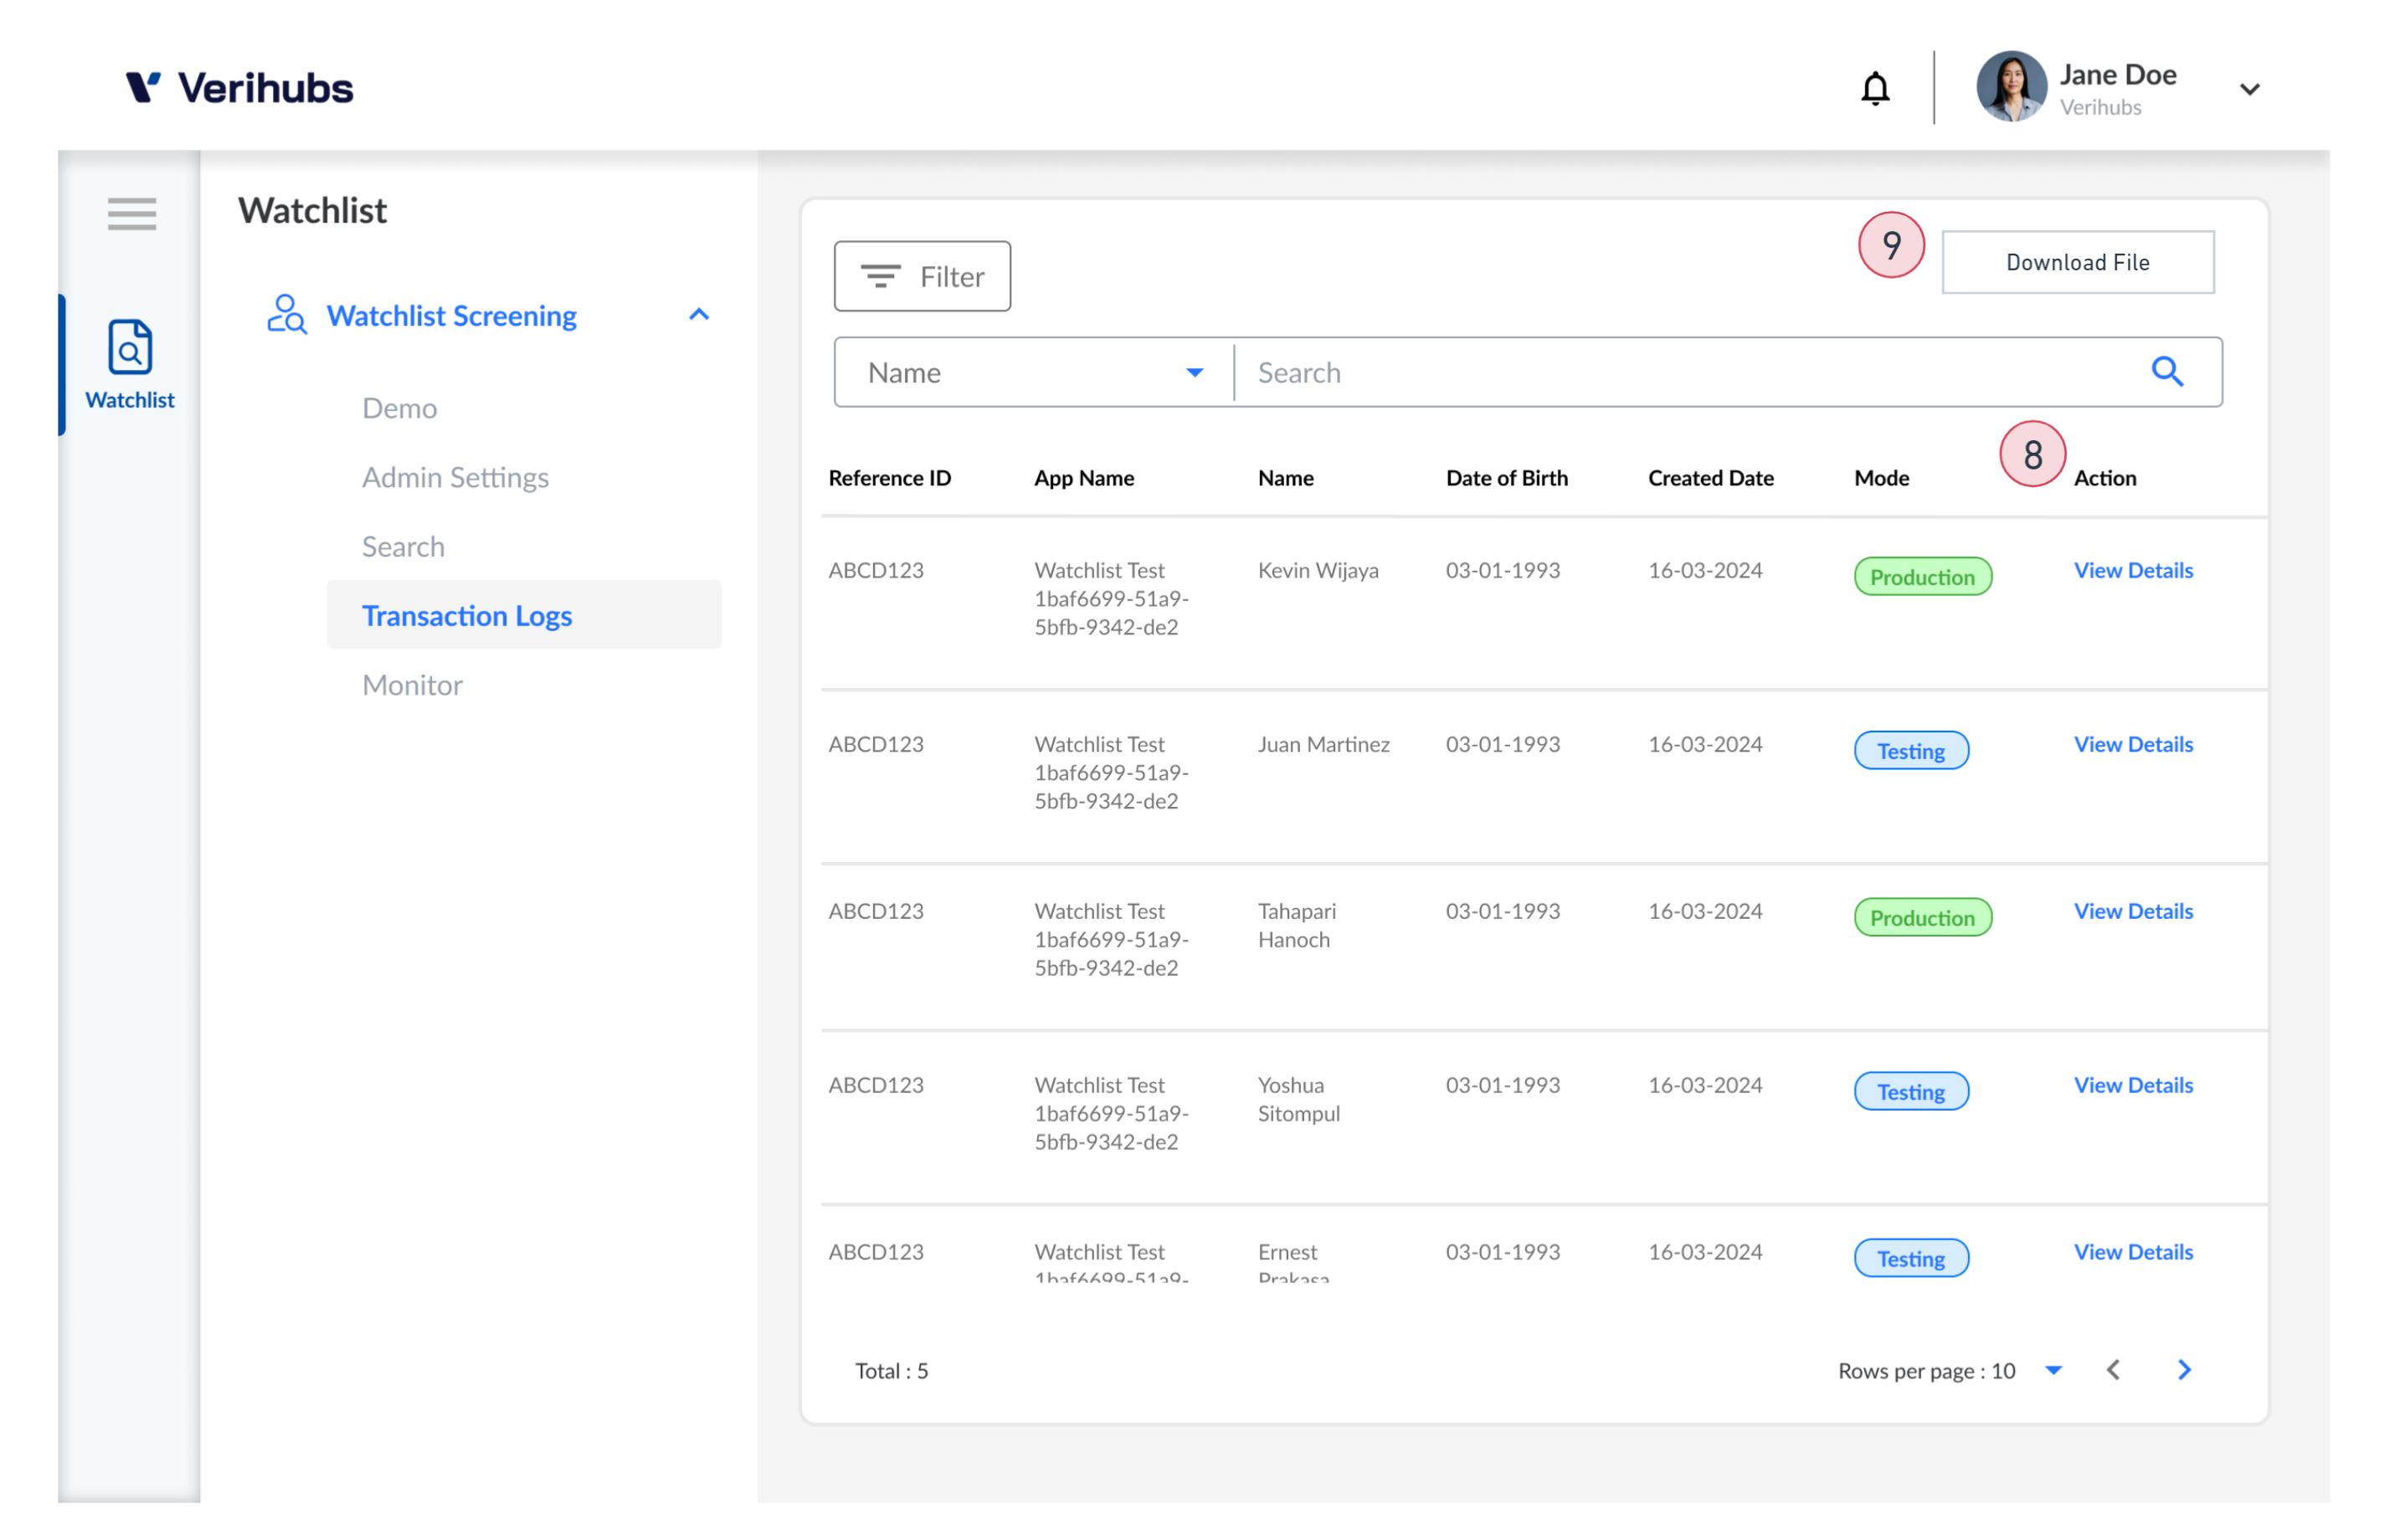 Verihubs
Jane Doe
Verihubs
Watchlist
Watchlist
Watchlist Screening
Demo
Admin Settings
Search
Transaction Logs
Monitor
Filter
9
Download File
Name
Search
8
Reference ID App Name Name Date of Birth Created Date Mode Action
ABCD123 Watchlist Test Kevin Wijaya 03-01-1993 16-03-2024 Production View Details
1baf6699-51a9-
5bfb-9342-de2
ABCD123 Watchlist Test Juan Martinez 03-01-1993 16-03-2024 Testing View Details
1baf6699-51a9-
5bfb-9342-de2
ABCD123 Watchlist Test Tahapari 03-01-1993 16-03-2024 Production View Details
1baf6699-51a9- Hanoch
5bfb-9342-de2
ABCD123 Watchlist Test Yoshua 03-01-1993 16-03-2024 Testing View Details
1baf6699-51a9- Sitompul
5bfb-9342-de2
ABCD123 Watchlist Test Ernest 03-01-1993 16-03-2024 Testing View Details
1baf6699-51a9- Prakasa
Total : 5
Rows per page : 10